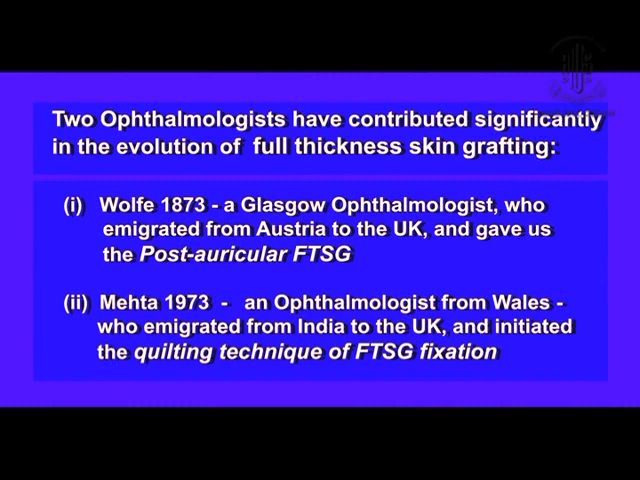 Two Ophthalmologists have contributed significantly
in the evolution of full thickness skin grafting:
(i) Wolfe 1873 - a Glasgow Ophthalmologist, who
emigrated from Austria to the UK, and gave us
the Post-auricular FTSG
(ii) Mehta 1973 - an Ophthalmologist from Wales -
who emigrated from India to the UK, and initiated
the quilting technique of FTSG fixation